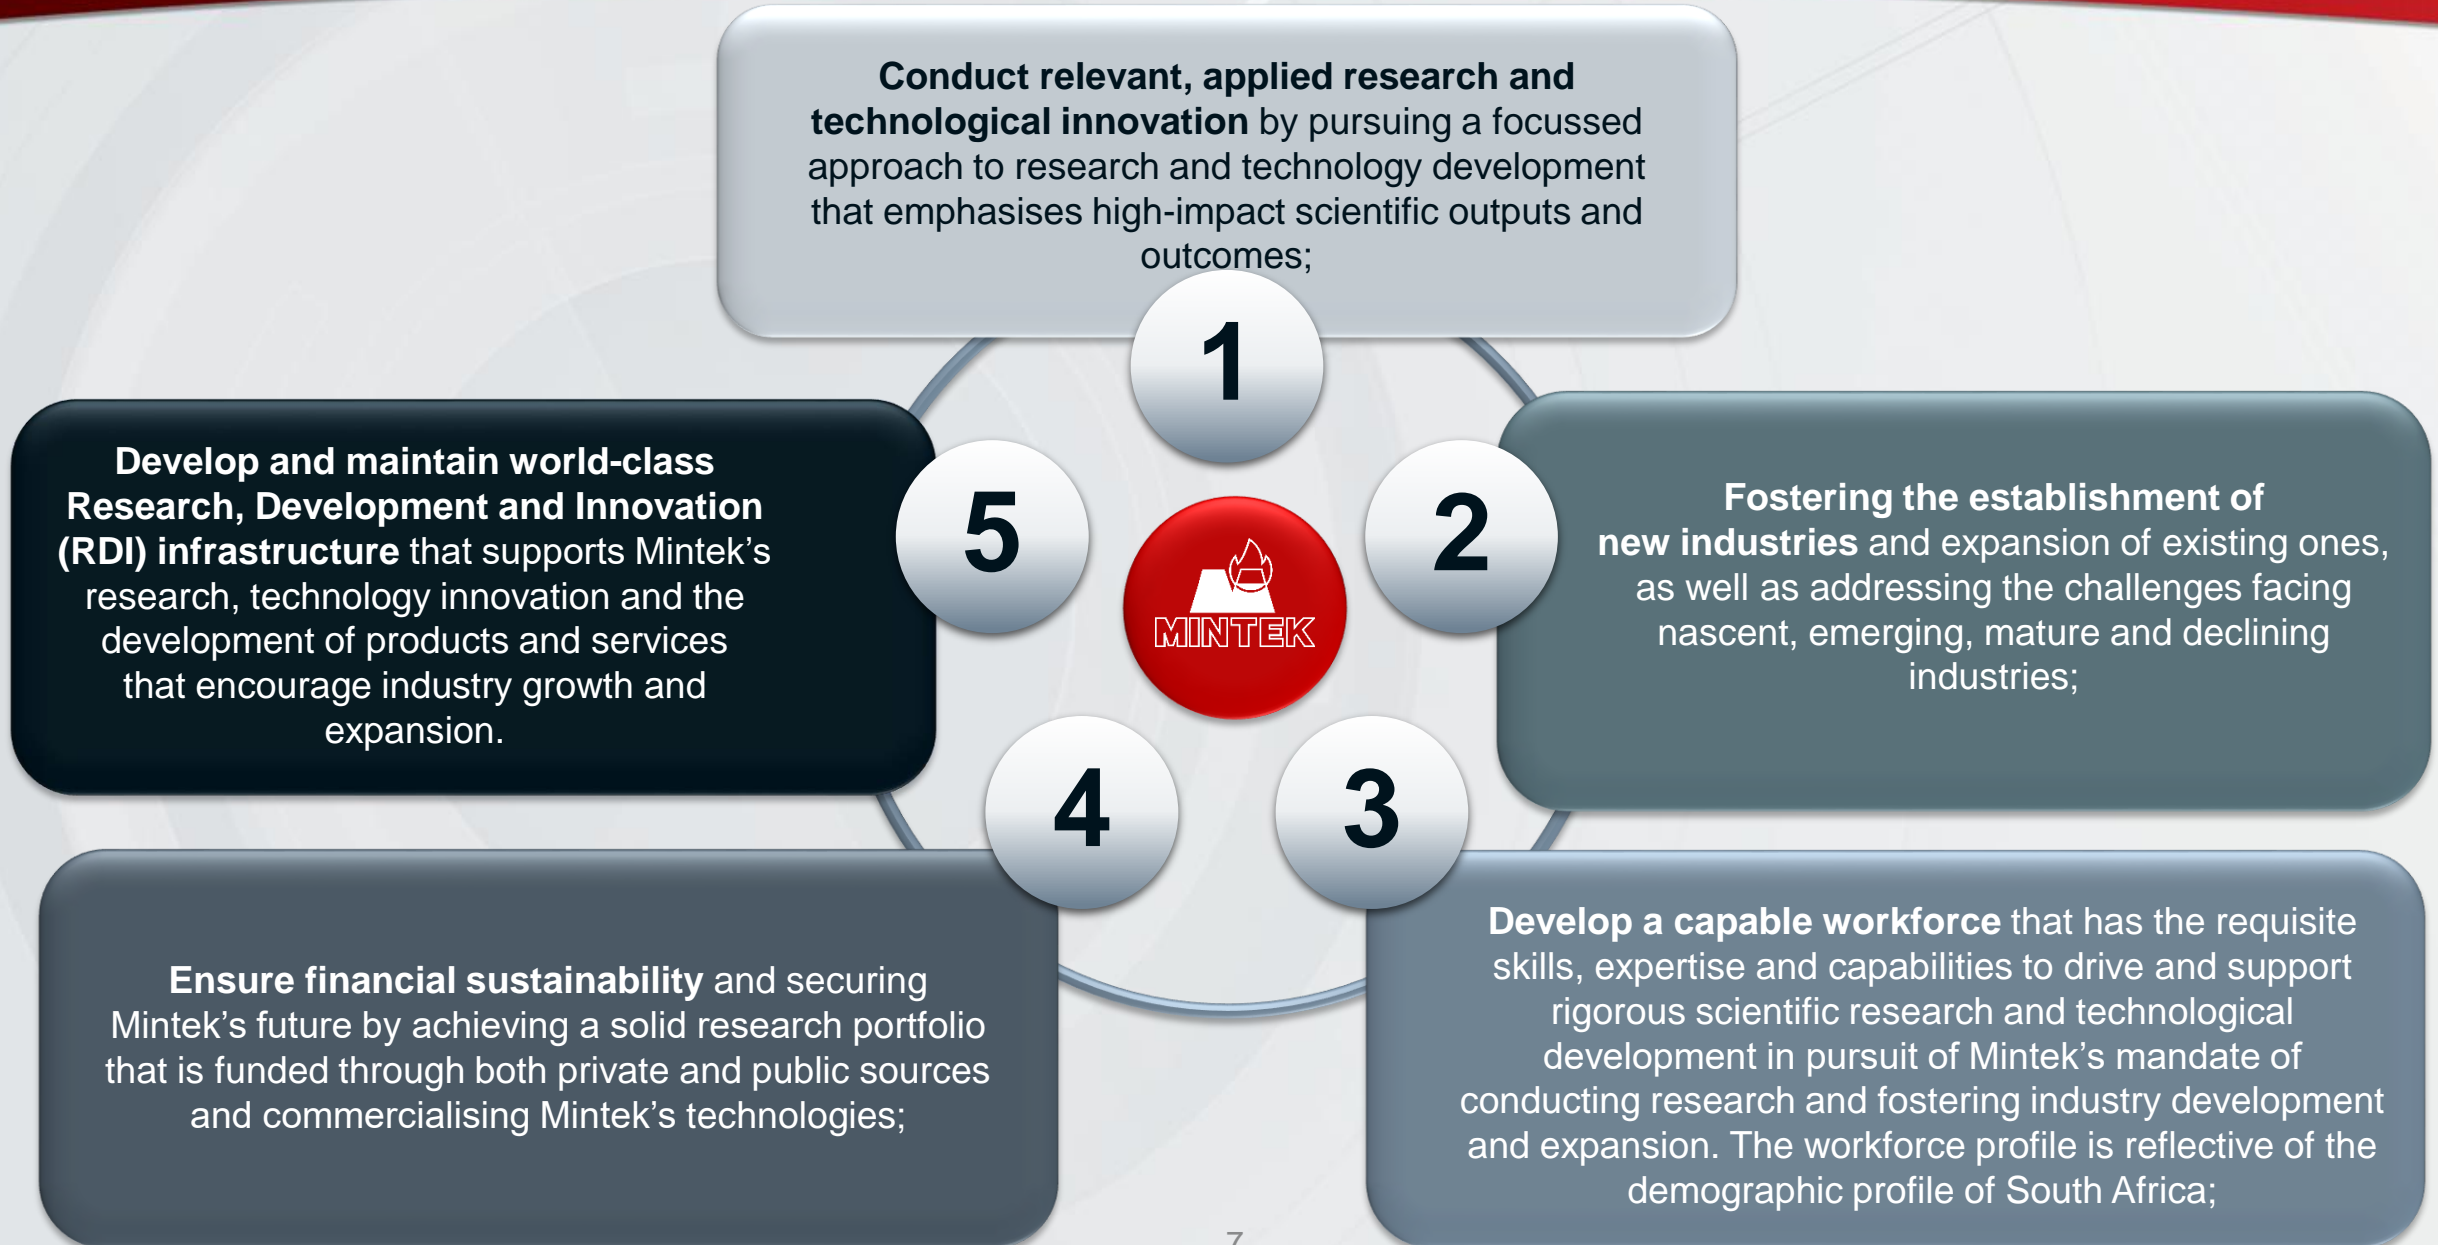 Conduct relevant, applied research and
technological innovation by pursuing a focussed
approach to research and technology development
that emphasises high-impact scientific outputs and
outcomes;
1
Fostering the establishment of
new industries and expansion of existing ones,
as well as addressing the challenges facing
nascent, emerging, mature and declining
industries;
2
Develop a capable workforce that has the requisite
skills, expertise and capabilities to drive and support
rigorous scientific research and technological
development in pursuit of Mintek’s mandate of
conducting research and fostering industry development
and expansion. The workforce profile is reflective of the
demographic profile of South Africa;
3
Ensure financial sustainability and securing
Mintek’s future by achieving a solid research portfolio
that is funded through both private and public sources
and commercialising Mintek’s technologies;
4
Develop and maintain world-class
Research, Development and Innovation
(RDI) infrastructure that supports Mintek’s
research, technology innovation and the
development of products and services
that encourage industry growth and
expansion.
5
MINTEK
7